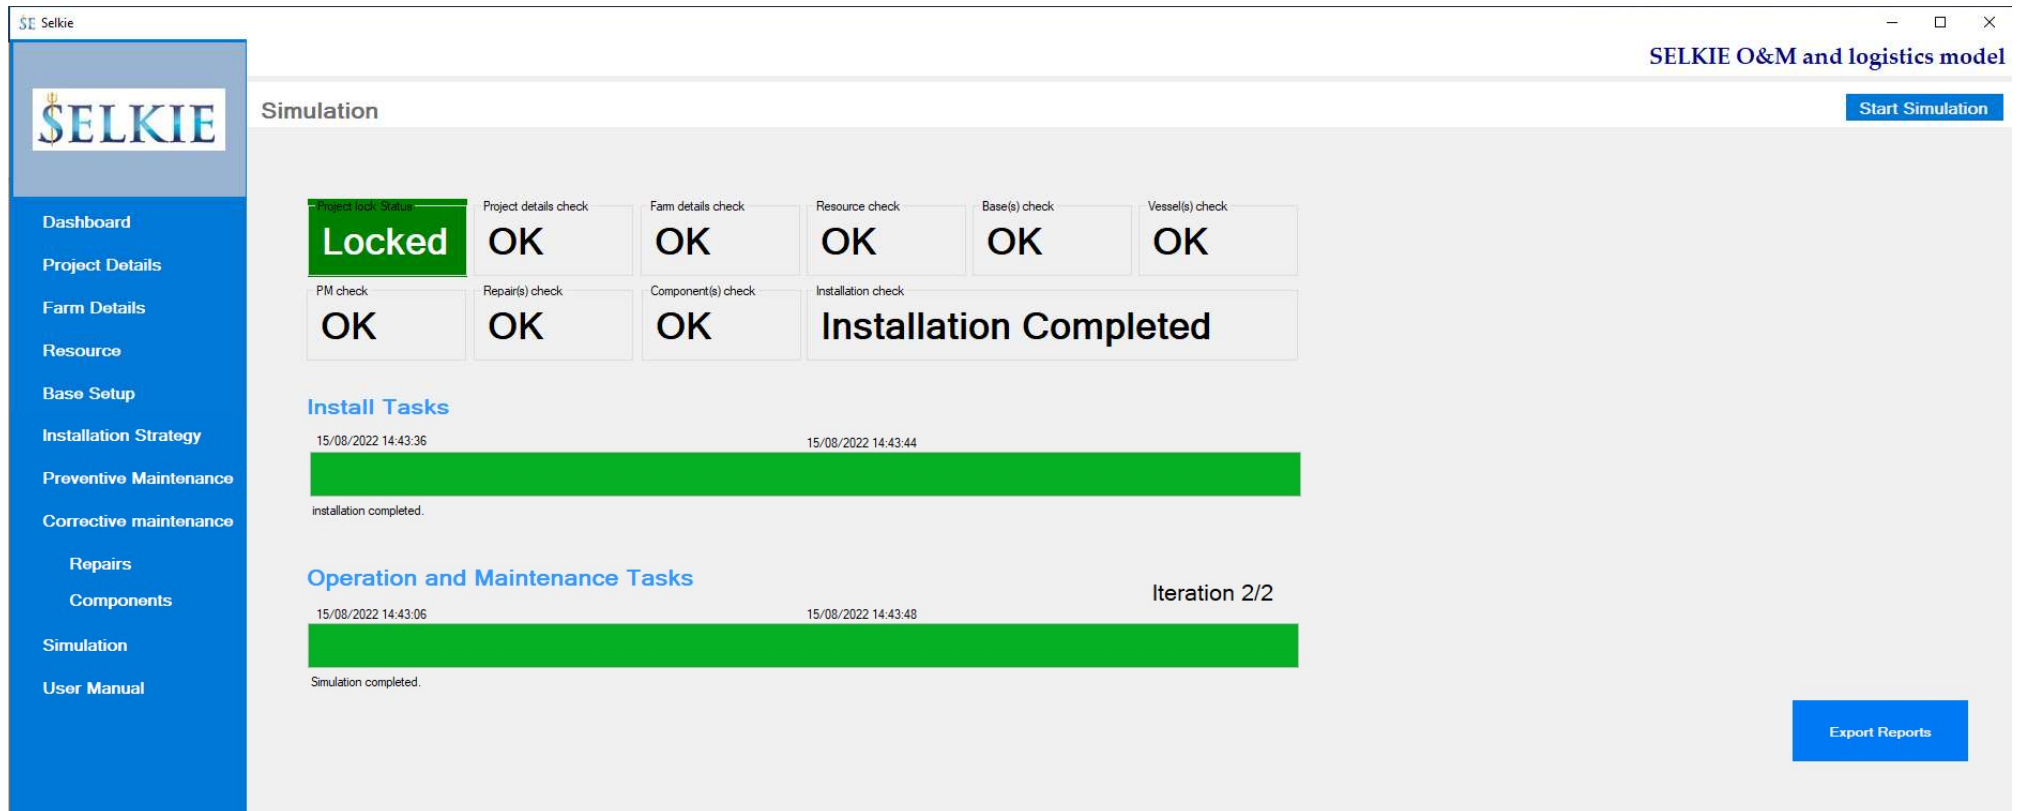 SE Selkie
SELKIE O&M and logistics model
SELKIE
Simulation
Start Simulation
Dashboard
Project Details
Farm Details
Resource
Base Setup
Installation Strategy
Preventive Maintenance
Corrective maintenance
Repairs
Components
Simulation
User Manual
Project lock Status
Locked
Project details check
OK
Farm details check
OK
Resource check
OK
Base(s) check
OK
Vessel(s) check
OK
PM check
OK
Repair(s) check
OK
Component(s) check
OK
Installation check
Installation Completed
Install Tasks
15/08/2022 14:43:36
15/08/2022 14:43:44
installation completed.
Operation and Maintenance Tasks
Iteration 2/2
15/08/2022 14:43:06
15/08/2022 14:43:48
Simulation completed.
Export Reports